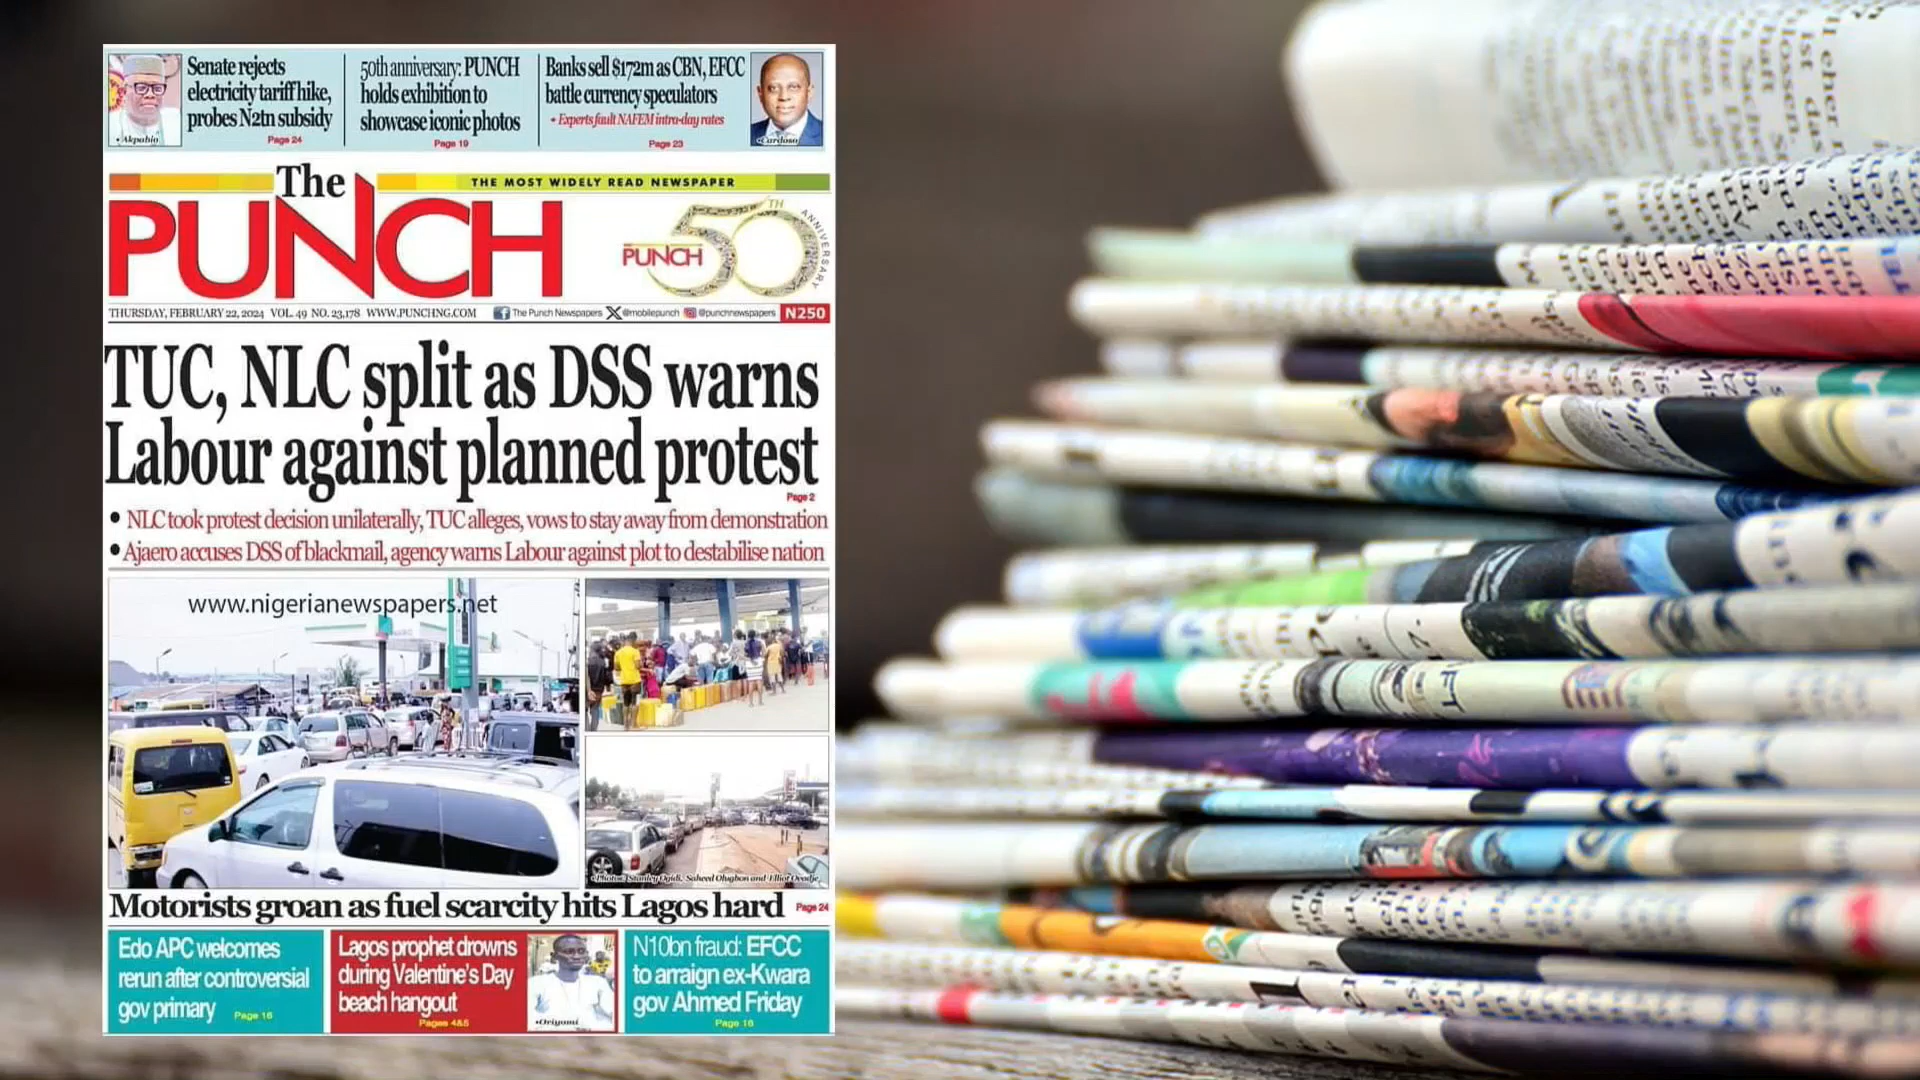 Senate rejects
electricity tariff hike,
probes N2tn subsidy
Page 24
• Akpabio
50th anniversary: PUNCH
holds exhibition to
showcase iconic photos
Page 19
Banks sell $172m as CBN, EFCC
battle currency speculators
• Experts fault NAFEM intra-day rates
Page 23
•Cardoso
The
PUNCH
THE MOST WIDELY READ NEWSPAPER
PUNCH 50TH ANNIVERSARY
THURSDAY, FEBRUARY 22, 2024 VOL. 49 NO. 23,178 WWW.PUNCHNG.COM The Punch Newspapers @mobilepunch @punchnewspapers N250
TUC, NLC split as DSS warns
Labour against planned protest
Page 2
• NLC took protest decision unilaterally, TUC alleges, vows to stay away from demonstration
• Ajaero accuses DSS of blackmail, agency warns Labour against plot to destabilise nation
www.nigerianewspapers.net
Motorists groan as fuel scarcity hits Lagos hard Page 24
Edo APC welcomes
rerun after controversial
gov primary Page 16
Lagos prophet drowns
during Valentine's Day
beach hangout
Pages 4&5
•Oriyomi
N10bn fraud: EFCC
to arraign ex-Kwara
gov Ahmed Friday
Page 16